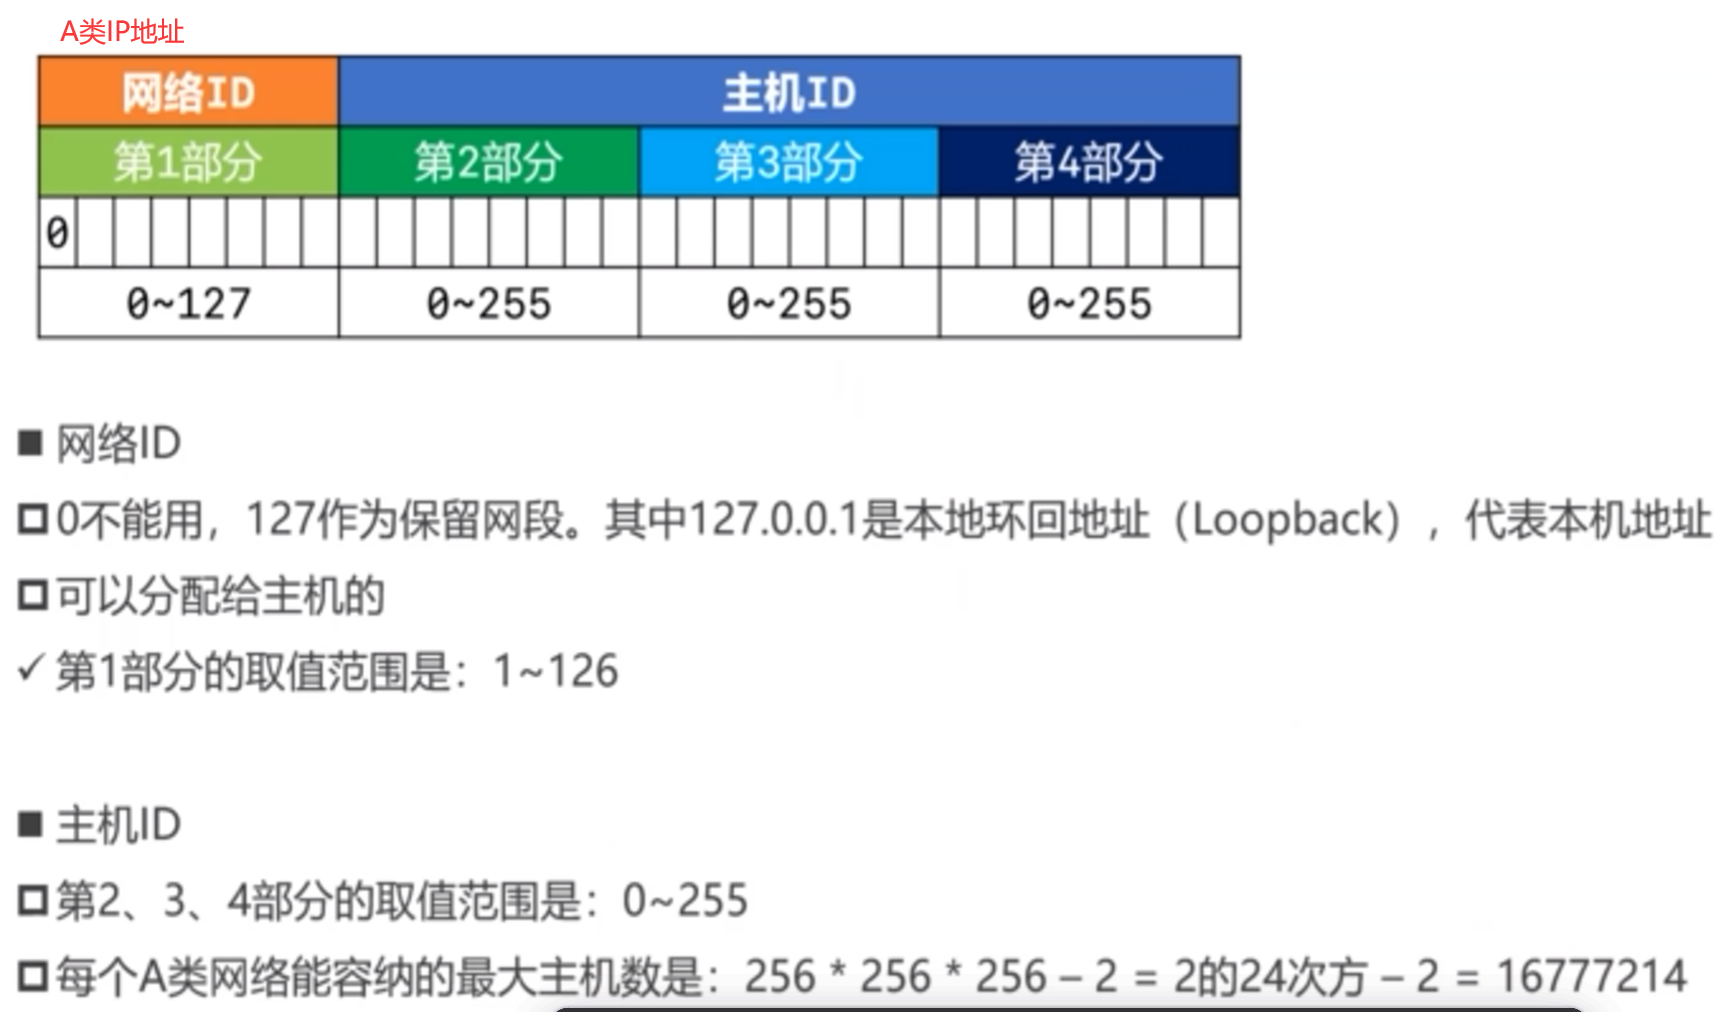 A类IP地址
网络ID 主机ID
第1部分 第2部分 第3部分 第4部分
0
0~127 0~255 0~255 0~255
■ 网络ID
□ 0不能用，127作为保留网段。其中127.0.0.1是本地环回地址（Loopback），代表本机地址
□ 可以分配给主机的
✓ 第1部分的取值范围是：1~126
■ 主机ID
□ 第2、3、4部分的取值范围是：0~255
□ 每个A类网络能容纳的最大主机数是：256 * 256 * 256 – 2 = 2的24次方 – 2 = 16777214